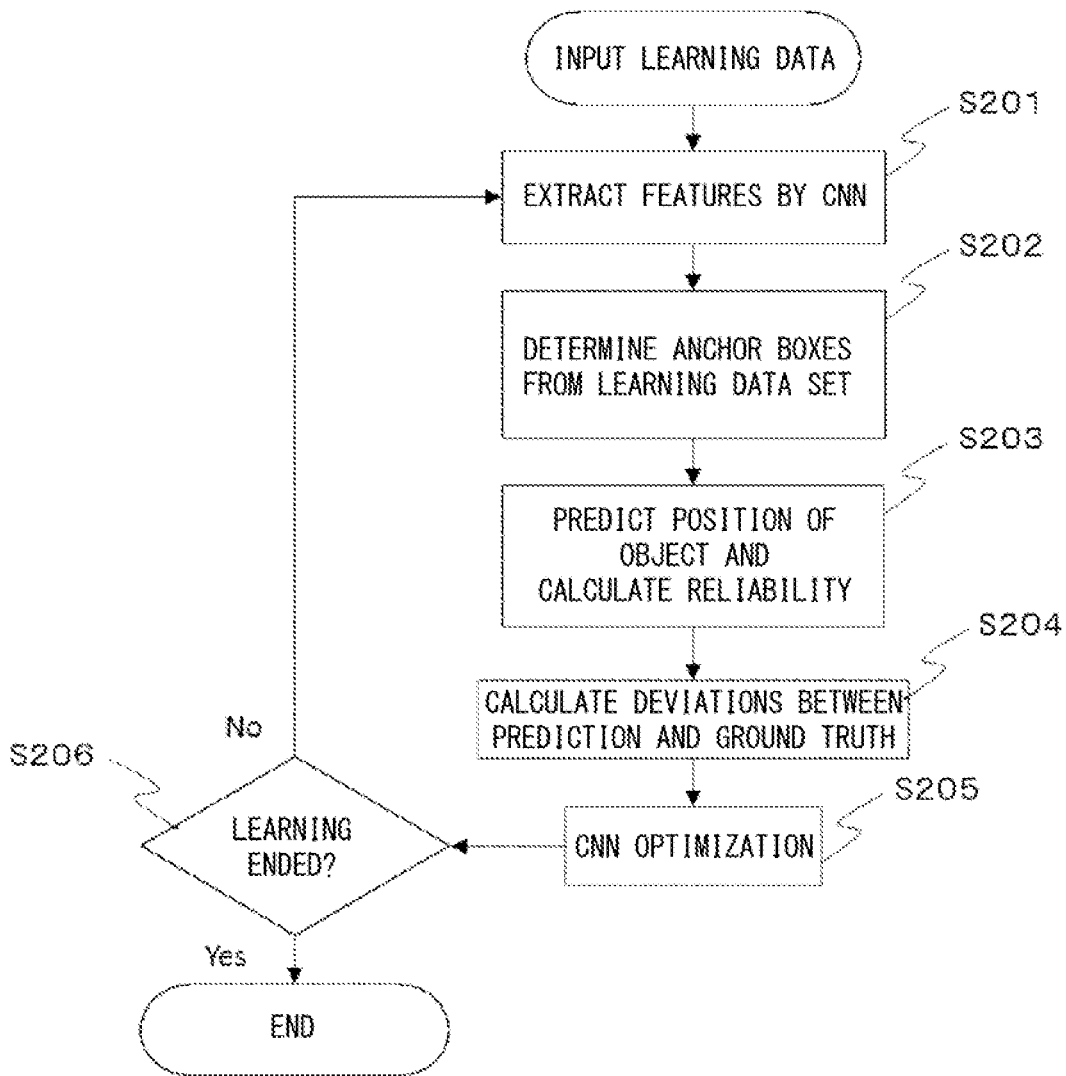 INPUT LEARNING DATA
S201
EXTRACT FEATURES BY CNN
S202
DETERMINE ANCHOR BOXES
FROM LEARNING DATA SET
S203
PREDICT POSITION OF
OBJECT AND
CALCULATE RELIABILITY
S204
CALCULATE DEVIATIONS BETWEEN
PREDICTION AND GROUND TRUTH
S205
CNN OPTIMIZATION
S206
No
LEARNING
ENDED?
Yes
END